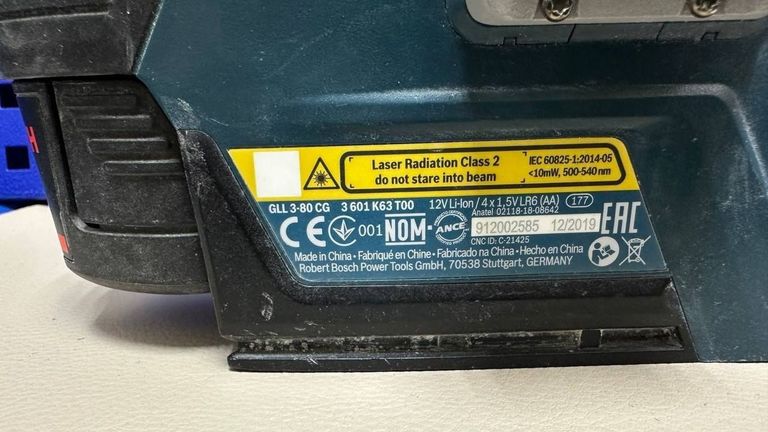 H
Laser Radiation Class 2
do not stare into beam
IEC 60825-1:2014-05
<10mW, 500-540 nm
GLL 3-80 CG 3 601 K63 T00 12V Li-Ion / 4 x 1,5V LR6 (AA) 177
Anatel 02118-18-08642
CE 001 NOM ANCE 912002585 12/2019 EAC
CNC ID: C-21425
Made in China • Fabriqué en Chine • Fabricado na China • Hecho en China
Robert Bosch Power Tools GmbH, 70538 Stuttgart, GERMANY